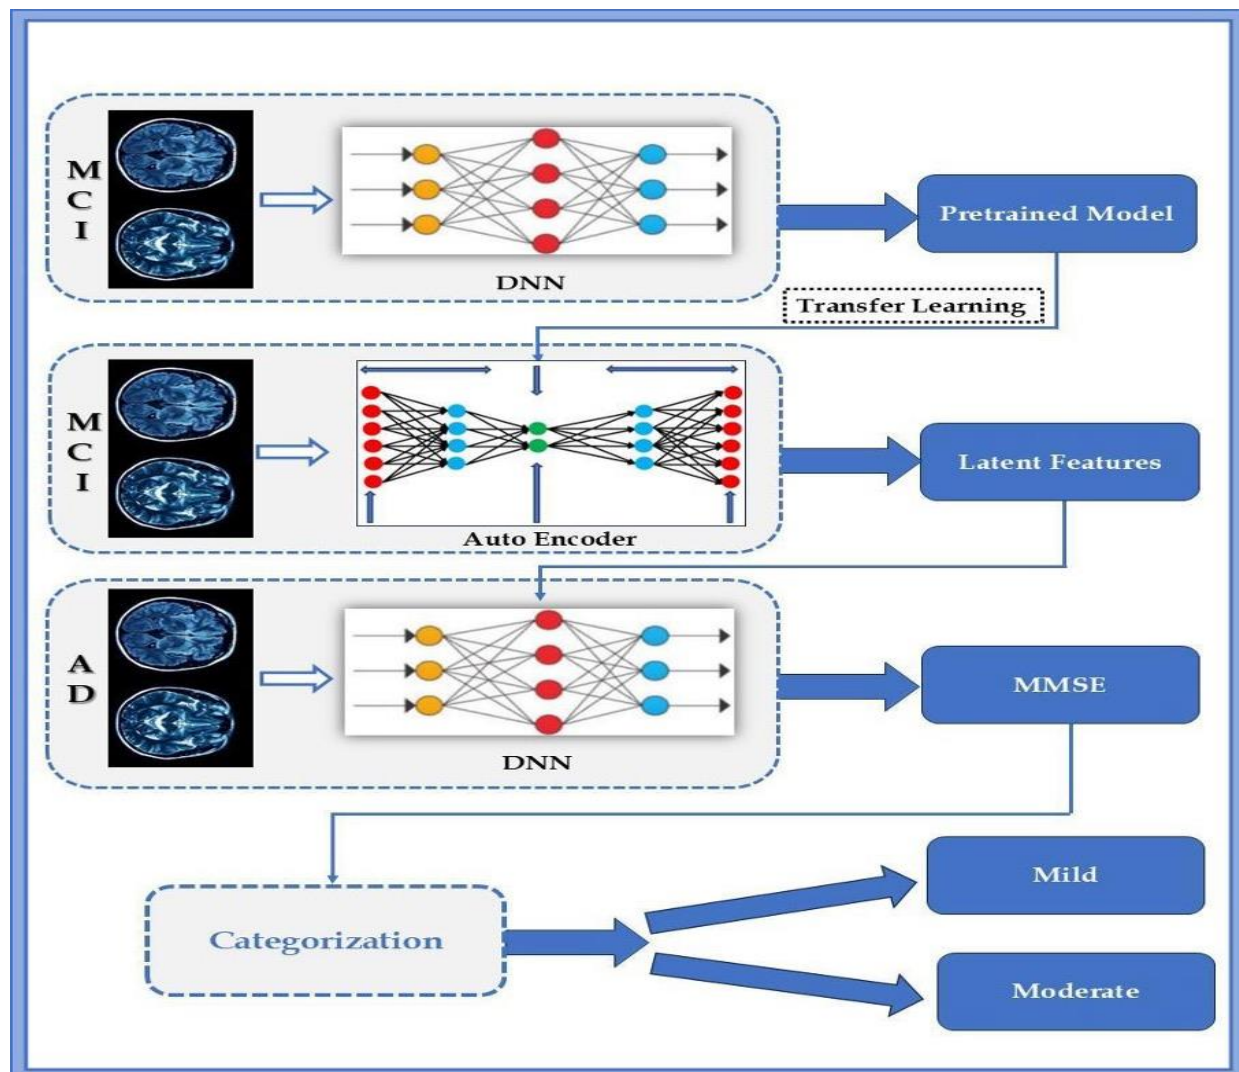 M
C
I
DNN
Pretrained Model
Transfer Learning
M
C
I
Auto Encoder
Latent Features
A
D
DNN
MMSE
Categorization
Mild
Moderate